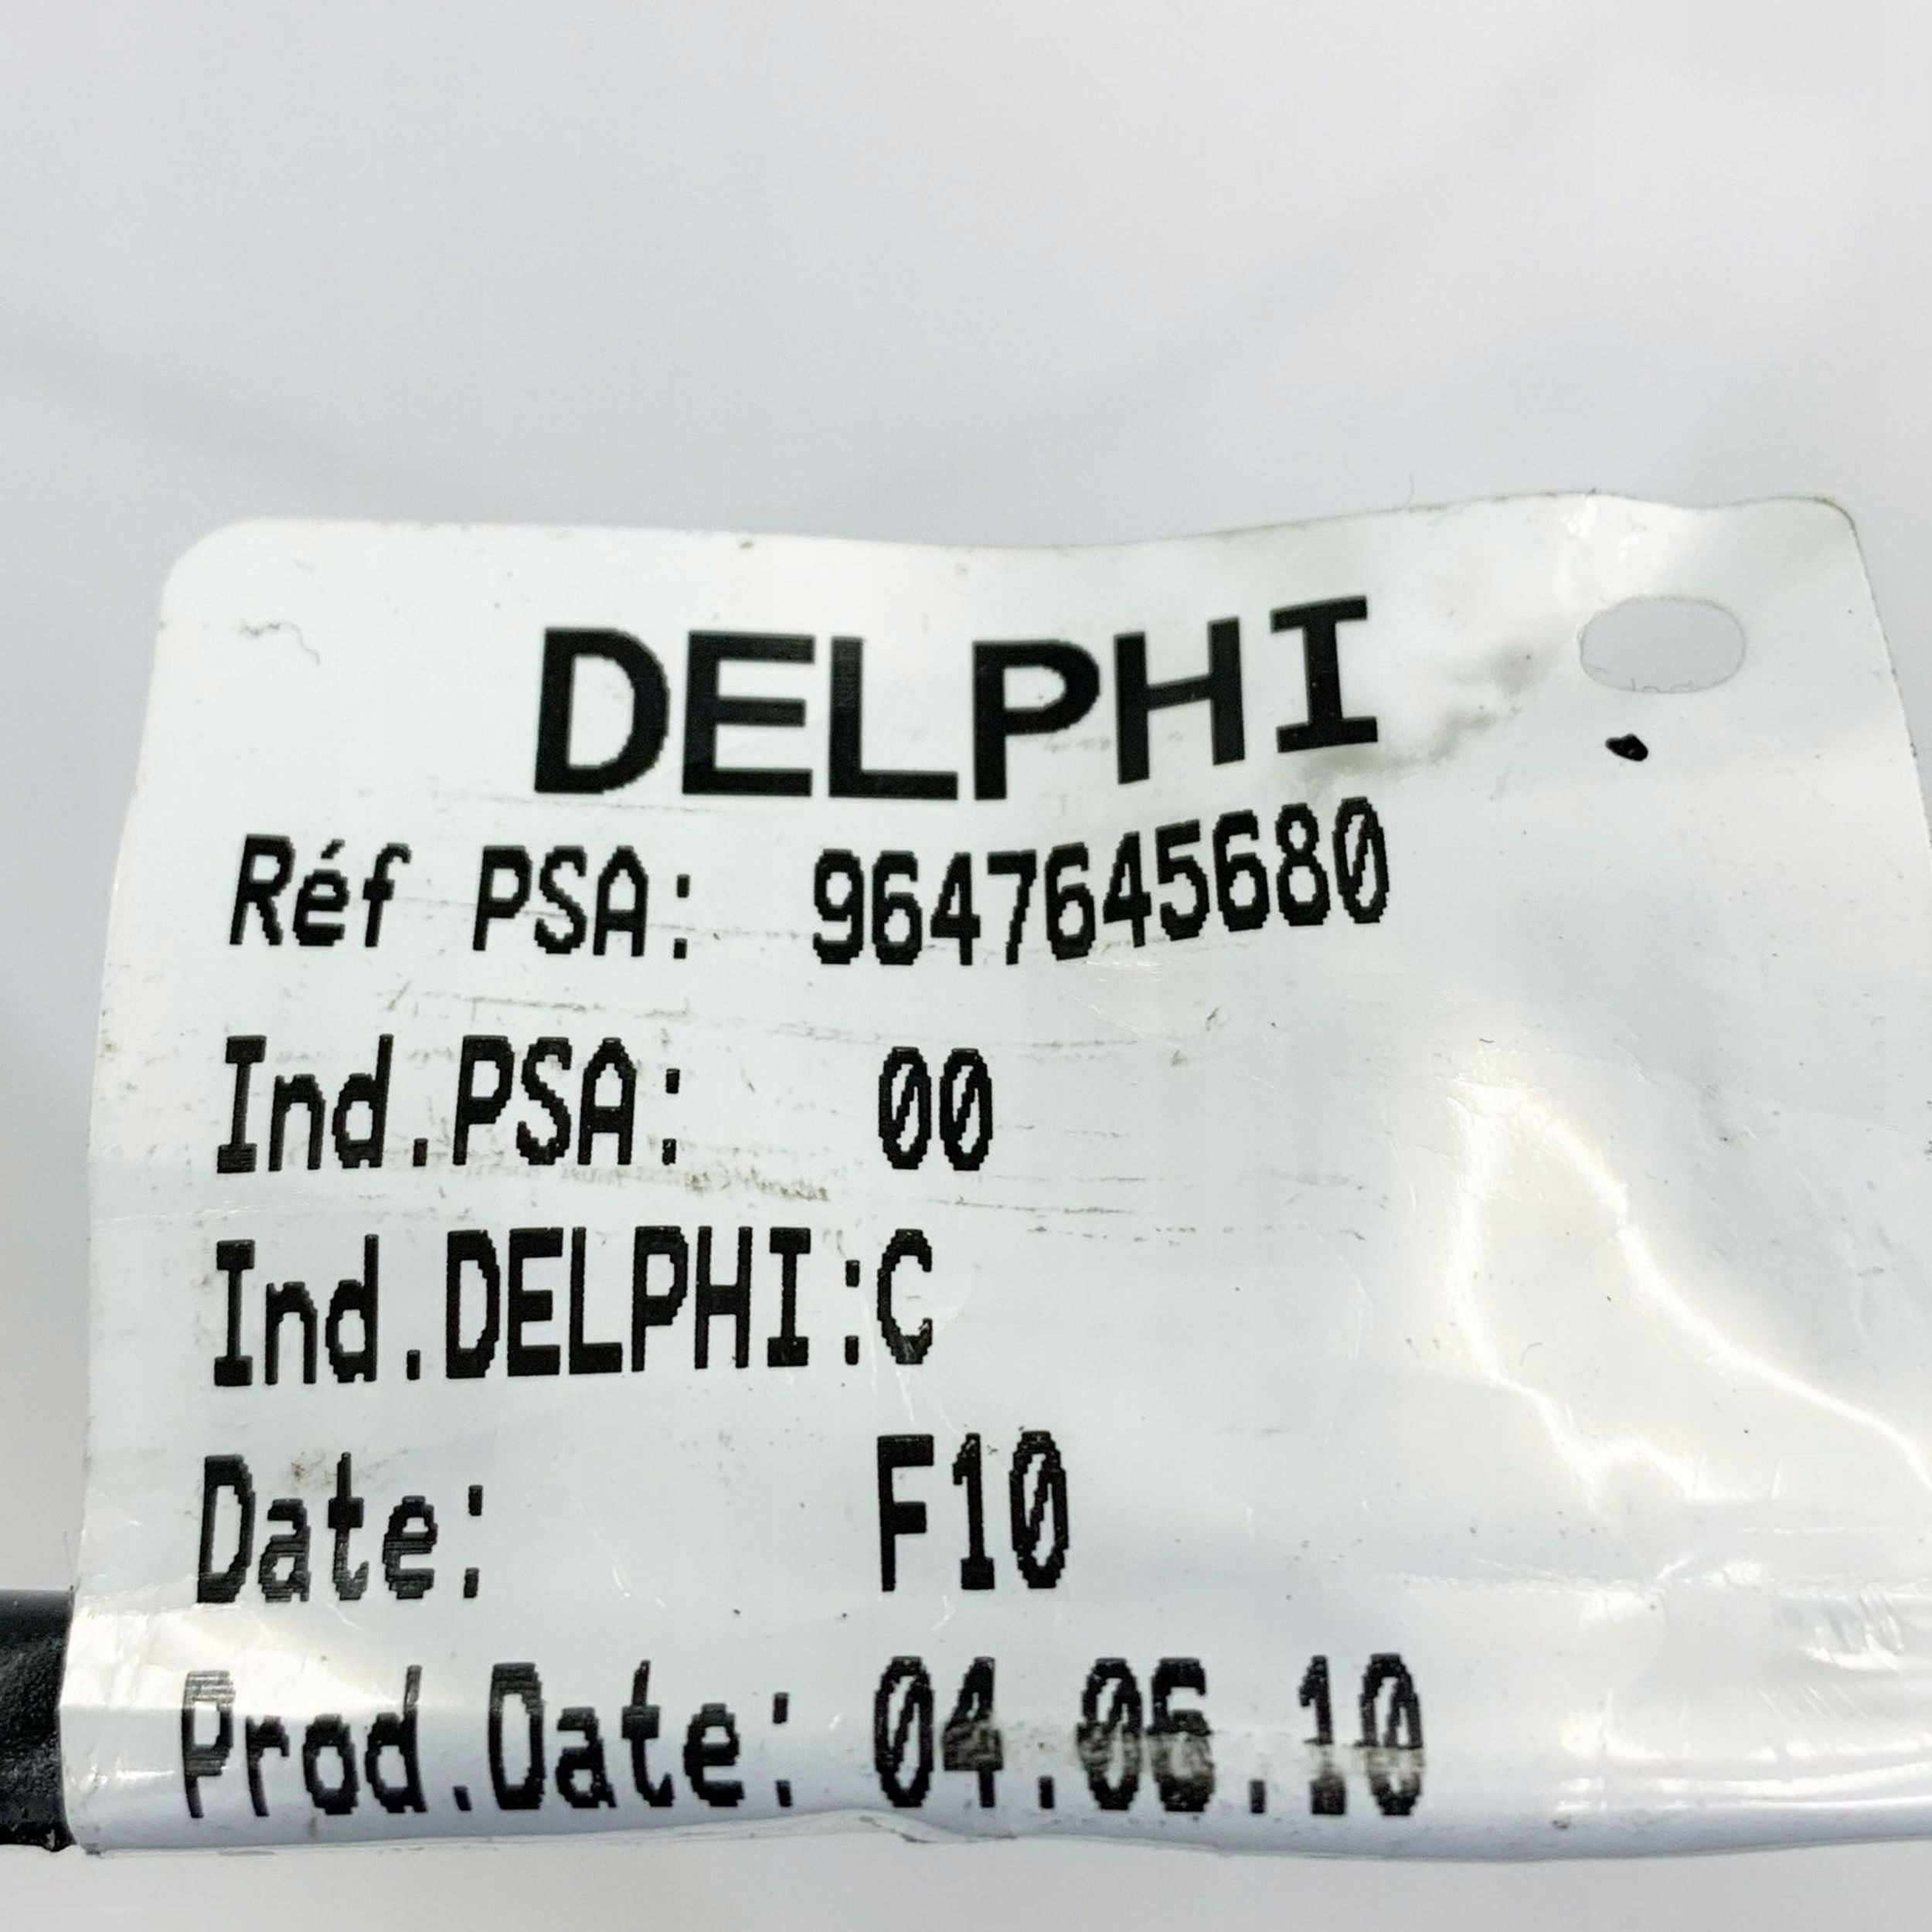 DELPHI
Réf PSA: 9647645680
Ind.PSA: 00
Ind.DELPHI:C
Date: F10
Prod.Date: 04.06.10